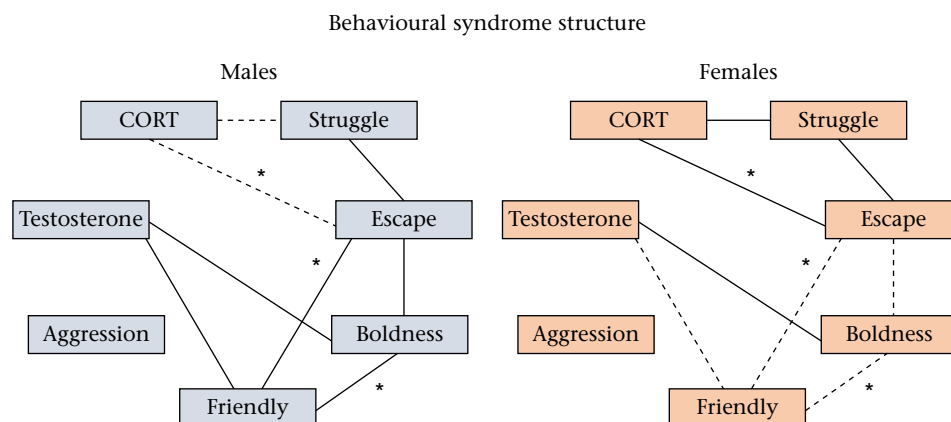 Behavioural syndrome structure
Males
Females
CORT
Struggle
CORT
Struggle
*
*
Testosterone
Escape
Testosterone
Escape
*
*
Aggression
Boldness
Aggression
Boldness
*
*
Friendly
Friendly